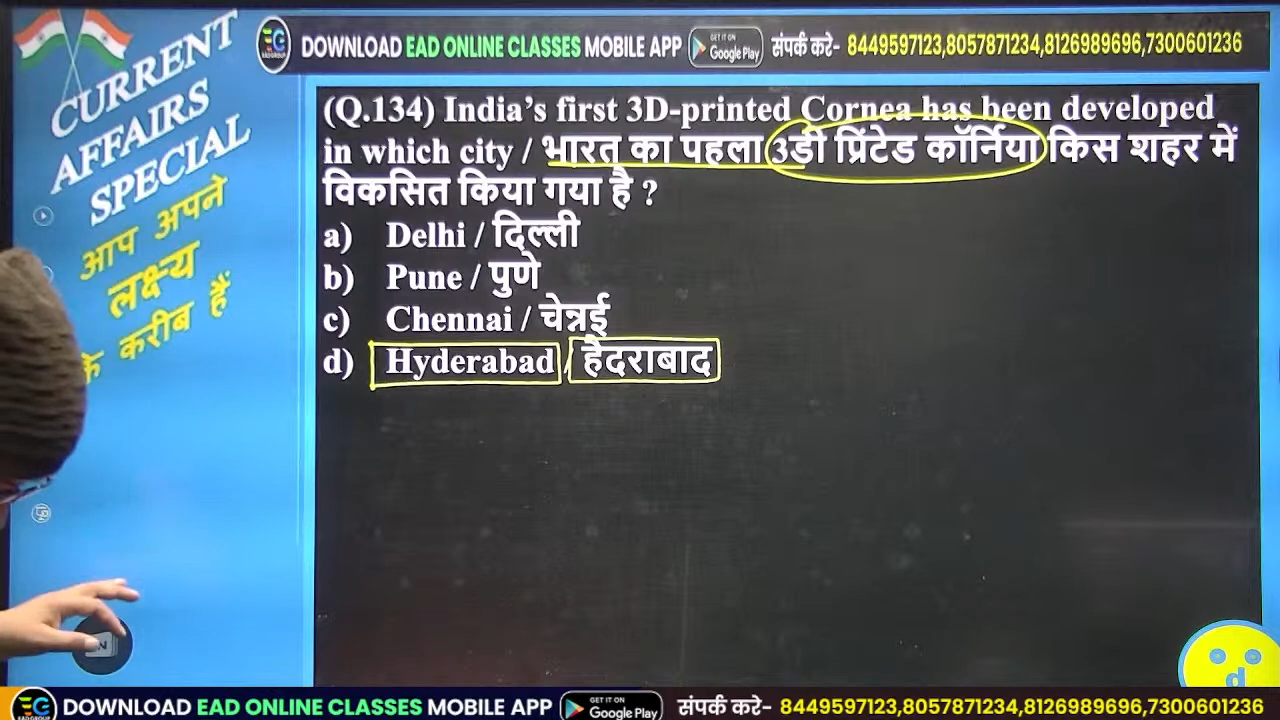 DOWNLOAD EAD ONLINE CLASSES MOBILE APP GET IT ON Google Play संपर्क करे- 8449597123,8057871234,8126989696,7300601236
CURRENT
AFFAIRS
SPECIAL
आप अपने
लक्ष्य
के करीब हैं
(Q.134) India’s first 3D-printed Cornea has been developed
in which city / भारत का पहला 3डी प्रिंटेड कॉर्निया किस शहर में
विकसित किया गया है ?
a) Delhi / दिल्ली
b) Pune / पुणे
c) Chennai / चेन्नई
d) Hyderabad / हैदराबाद
N
d
DOWNLOAD EAD ONLINE CLASSES MOBILE APP GET IT ON Google Play संपर्क करे- 8449597123,8057871234,8126989696,7300601236